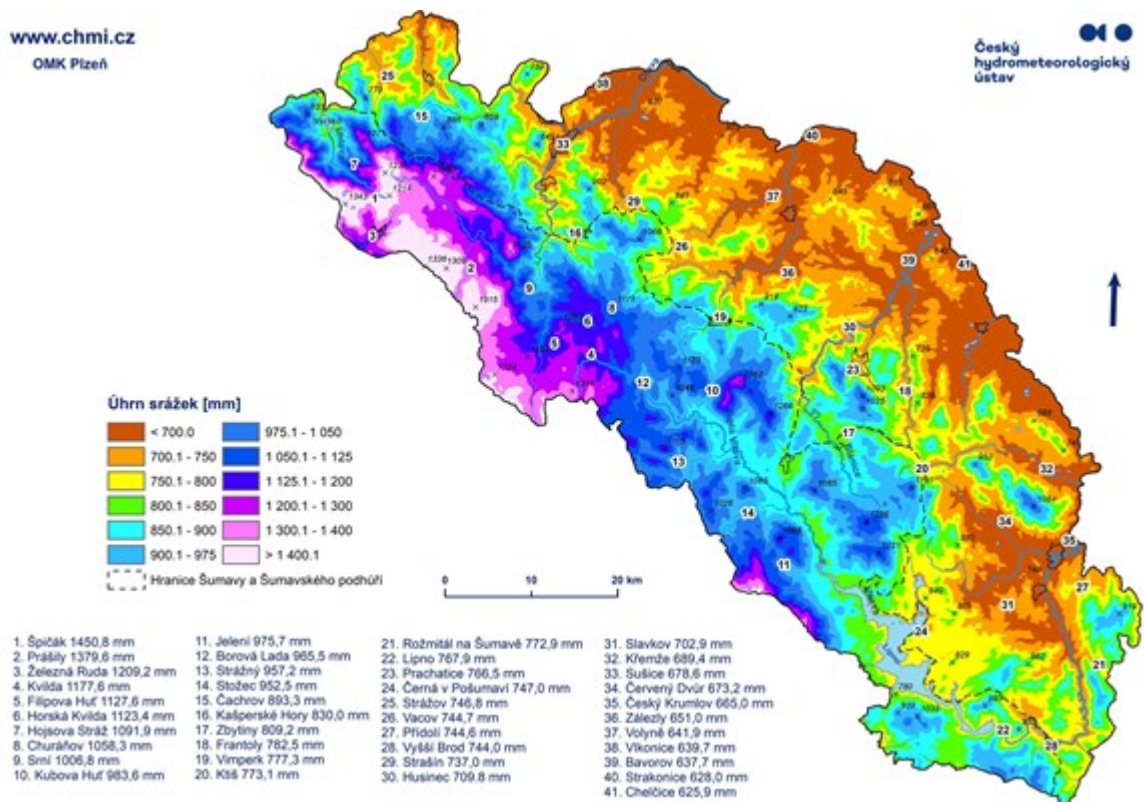 www.chmi.cz
OMK Plzeň
Český
hydrometeorologický
ústav
Úhrn srážek [mm]
< 700.0
700.1 - 750
750.1 - 800
800.1 - 850
850.1 - 900
900.1 - 975
975.1 - 1 050
1 050.1 - 1 125
1 125.1 - 1 200
1 200.1 - 1 300
1 300.1 - 1 400
> 1 400.1
Hranice Šumavy a Šumavského podhůří
0 10 20 km
1. Špičák 1450,8 mm
2. Prášily 1379,6 mm
3. Železná Ruda 1209,2 mm
4. Kvilda 1177,6 mm
5. Filipova Huť 1127,6 mm
6. Horská Kvilda 1123,4 mm
7. Hojsova Stráž 1091,9 mm
8. Churáňov 1058,3 mm
9. Srní 1006,8 mm
10. Kubova Huť 983,6 mm
11. Jelení 975,7 mm
12. Borová Lada 965,5 mm
13. Strážný 957,2 mm
14. Stožec 952,5 mm
15. Čachrov 893,3 mm
16. Kašperské Hory 830,0 mm
17. Zbytiny 809,2 mm
18. Frantoly 782,5 mm
19. Vimperk 777,3 mm
20. Ktiš 773,1 mm
21. Rožmitál na Šumavě 772,9 mm
22. Lipno 767,9 mm
23. Prachatice 766,5 mm
24. Černá v Pošumaví 747,0 mm
25. Strážov 746,8 mm
26. Vacov 744,7 mm
27. Přídolí 744,6 mm
28. Vyšší Brod 744,0 mm
29. Strašín 737,0 mm
30. Husinec 709.8 mm
31. Slavkov 702,9 mm
32. Křemže 689,4 mm
33. Sušice 678,6 mm
34. Červený Dvůr 673,2 mm
35. Český Krumlov 665,0 mm
36. Zálezly 651,0 mm
37. Volyně 641,9 mm
38. Vlkonice 639,7 mm
39. Bavorov 637,7 mm
40. Strakonice 628,0 mm
41. Chelčice 625,9 mm